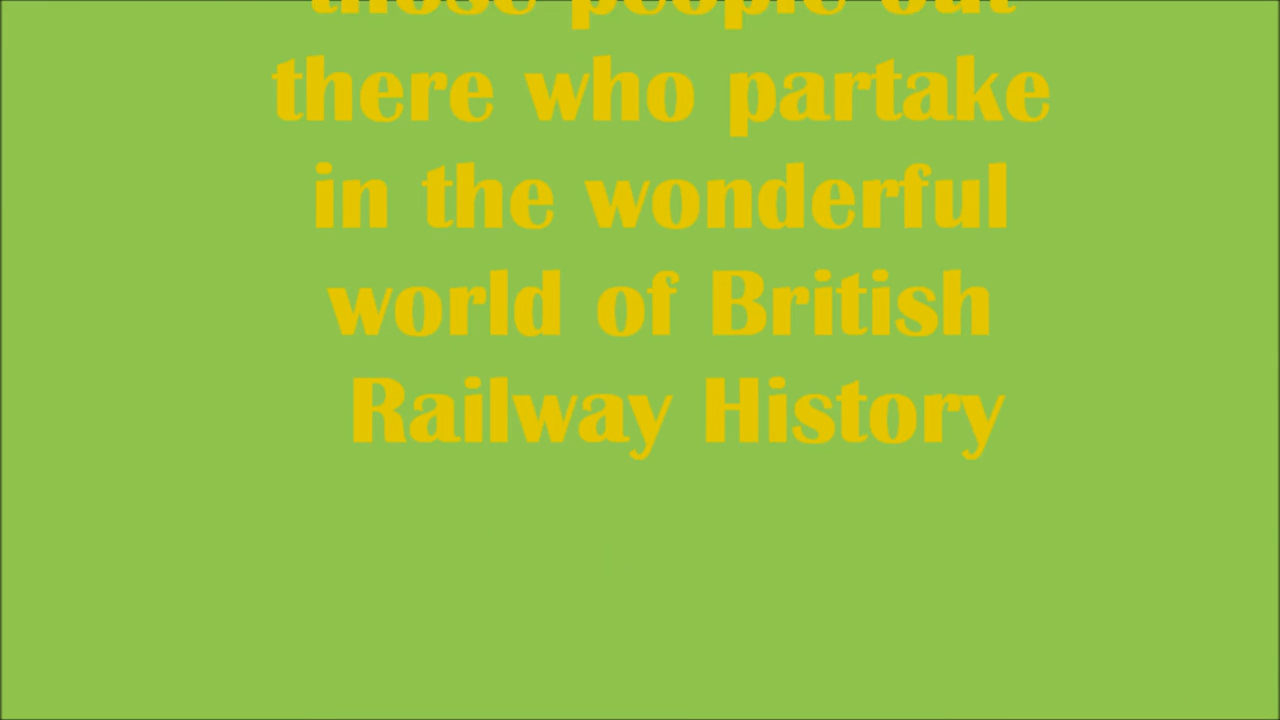 those people out
there who partake
in the wonderful
world of British
Railway History